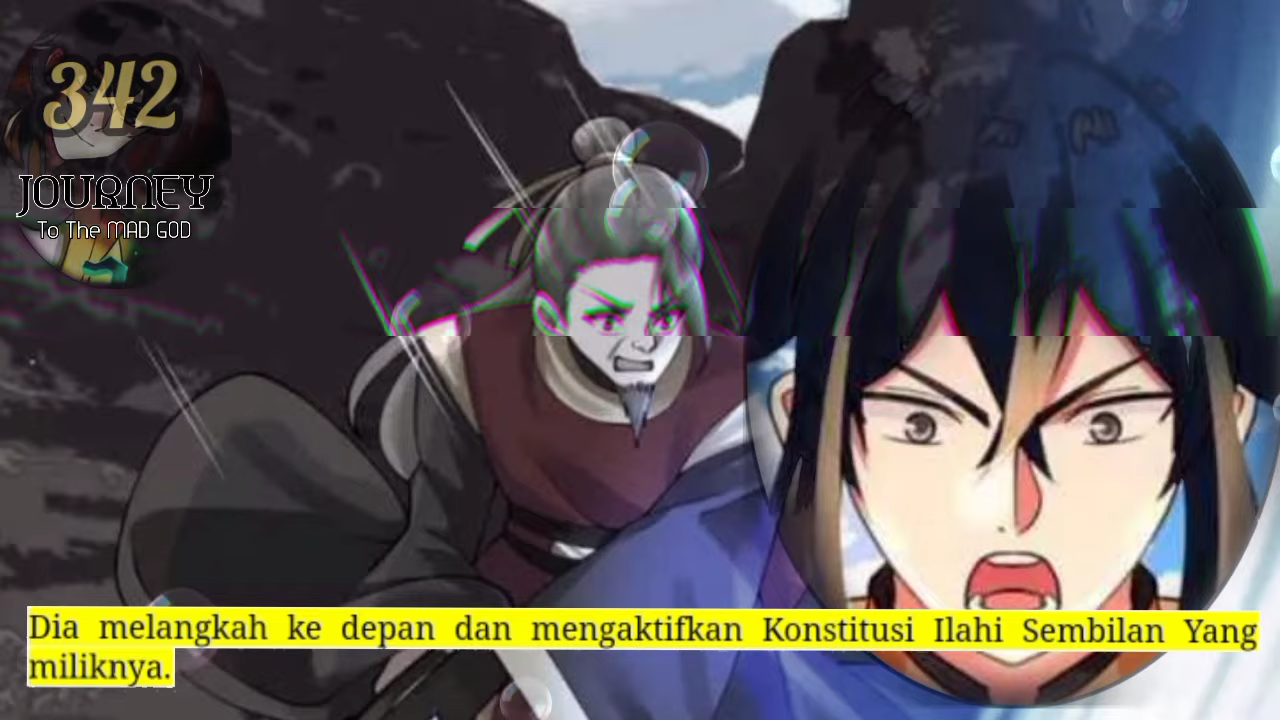 342
JOURNEY
To The MAD GOD
Dia melangkah ke depan dan mengaktifkan Konstitusi Ilahi Sembilan Yang
miliknya.